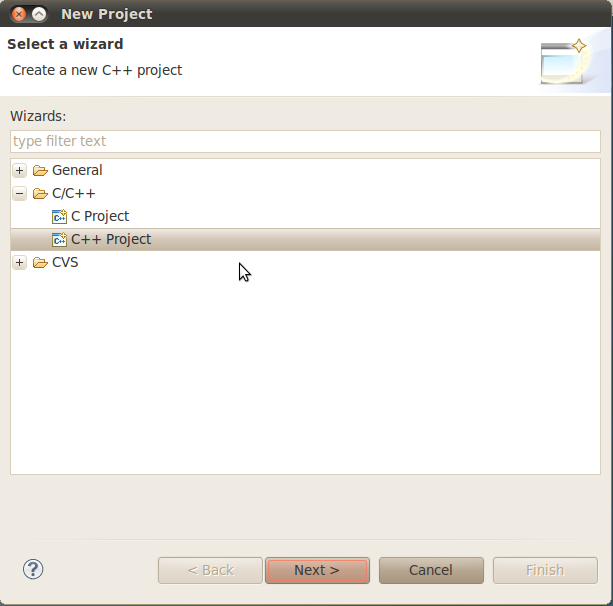 New Project
Select a wizard
Create a new C++ project
Wizards:
type filter text
General
C/C++
C Project
C++ Project
CVS
< Back Next > Cancel Finish